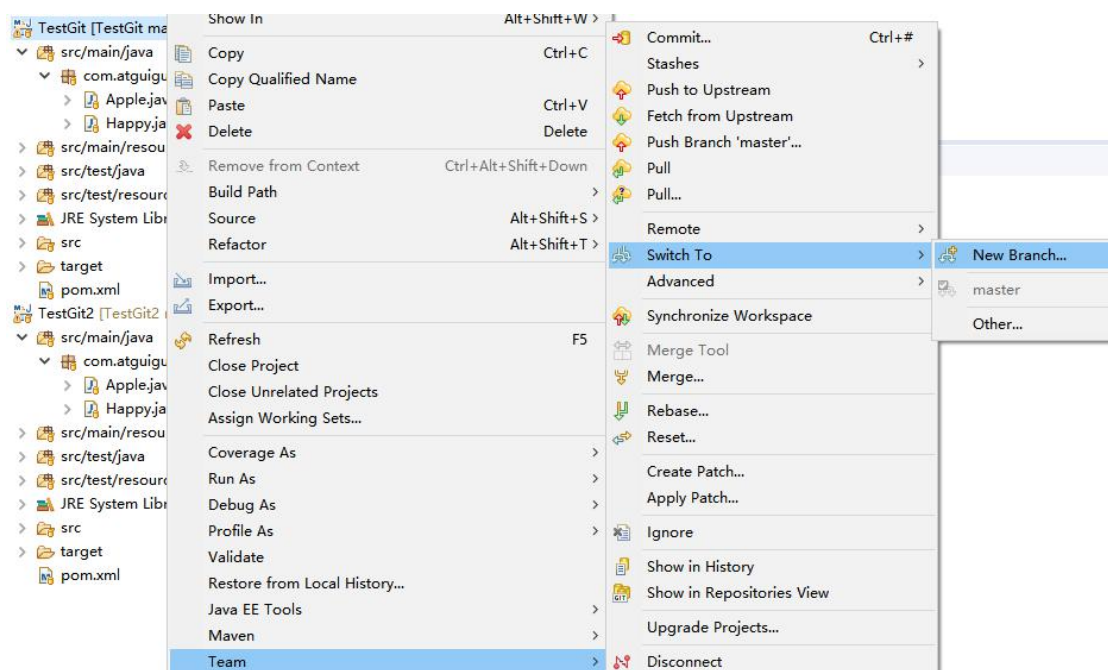 TestGit [TestGit ma
src/main/java
com.atguigu
Apple.jav
Happy.ja
src/main/resou
src/test/java
src/test/resour
JRE System Libr
src
target
pom.xml
TestGit2 [TestGit2
src/main/java
com.atguigu
Apple.jav
Happy.ja
src/main/resou
src/test/java
src/test/resour
JRE System Libr
src
target
pom.xml
Show In Alt+Shift+W >
Copy Ctrl+C
Copy Qualified Name
Paste Ctrl+V
Delete Delete
Remove from Context Ctrl+Alt+Shift+Down
Build Path >
Source Alt+Shift+S >
Refactor Alt+Shift+T >
Import...
Export...
Refresh F5
Close Project
Close Unrelated Projects
Assign Working Sets...
Coverage As >
Run As >
Debug As >
Profile As >
Validate
Restore from Local History...
Java EE Tools >
Maven >
Team >
Commit... Ctrl+#
Stashes >
Push to Upstream
Fetch from Upstream
Push Branch 'master'...
Pull
Pull...
Remote >
Switch To >
Advanced >
Synchronize Workspace
Merge Tool
Merge...
Rebase...
Reset...
Create Patch...
Apply Patch...
Ignore
Show in History
Show in Repositories View
Upgrade Projects...
Disconnect
New Branch...
master
Other...